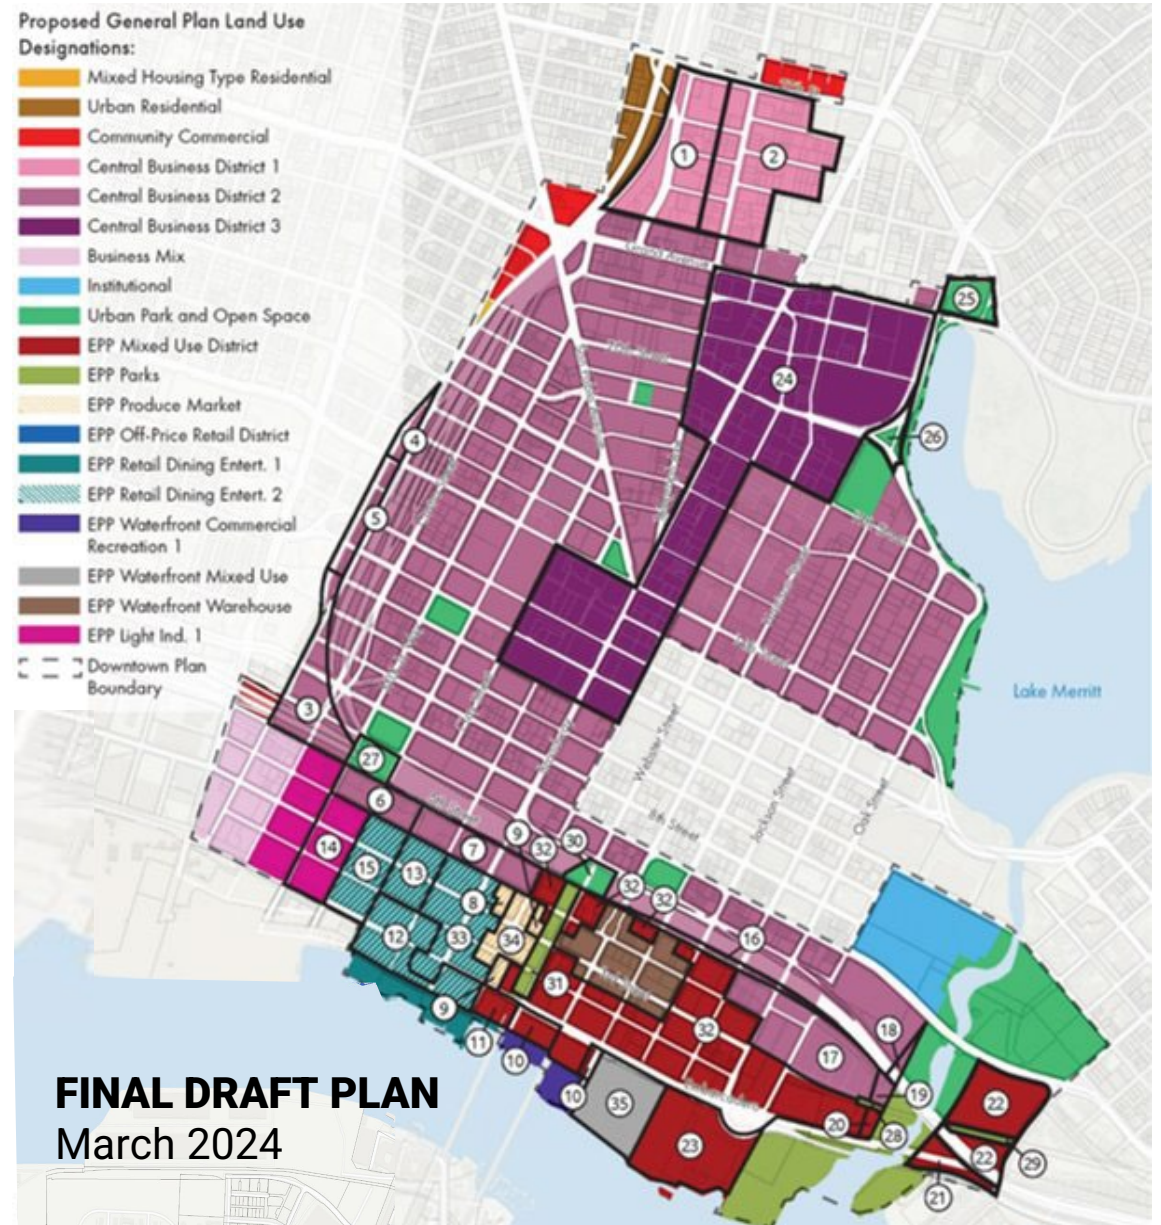 Proposed General Plan Land Use
Designations:
Mixed Housing Type Residential
Urban Residential
Community Commercial
Central Business District 1
Central Business District 2
Central Business District 3
Business Mix
Institutional
Urban Park and Open Space
EPP Mixed Use District
EPP Parks
EPP Produce Market
EPP Off-Price Retail District
EPP Retail Dining Entert. 1
EPP Retail Dining Entert. 2
EPP Waterfront Commercial
Recreation 1
EPP Waterfront Mixed Use
EPP Waterfront Warehouse
EPP Light Ind. 1
Downtown Plan
Boundary
1
2
25
24
26
4
5
Lake Merritt
3
Webster Street
27
Jackson Street
Oak Street
6
8th Street
9
32
30
7
14
15
13
32
32
8
16
12
33
34
31
9
32
18
11
17
10
10
35
19
22
20
28
23
22
29
21
FINAL DRAFT PLAN
March 2024